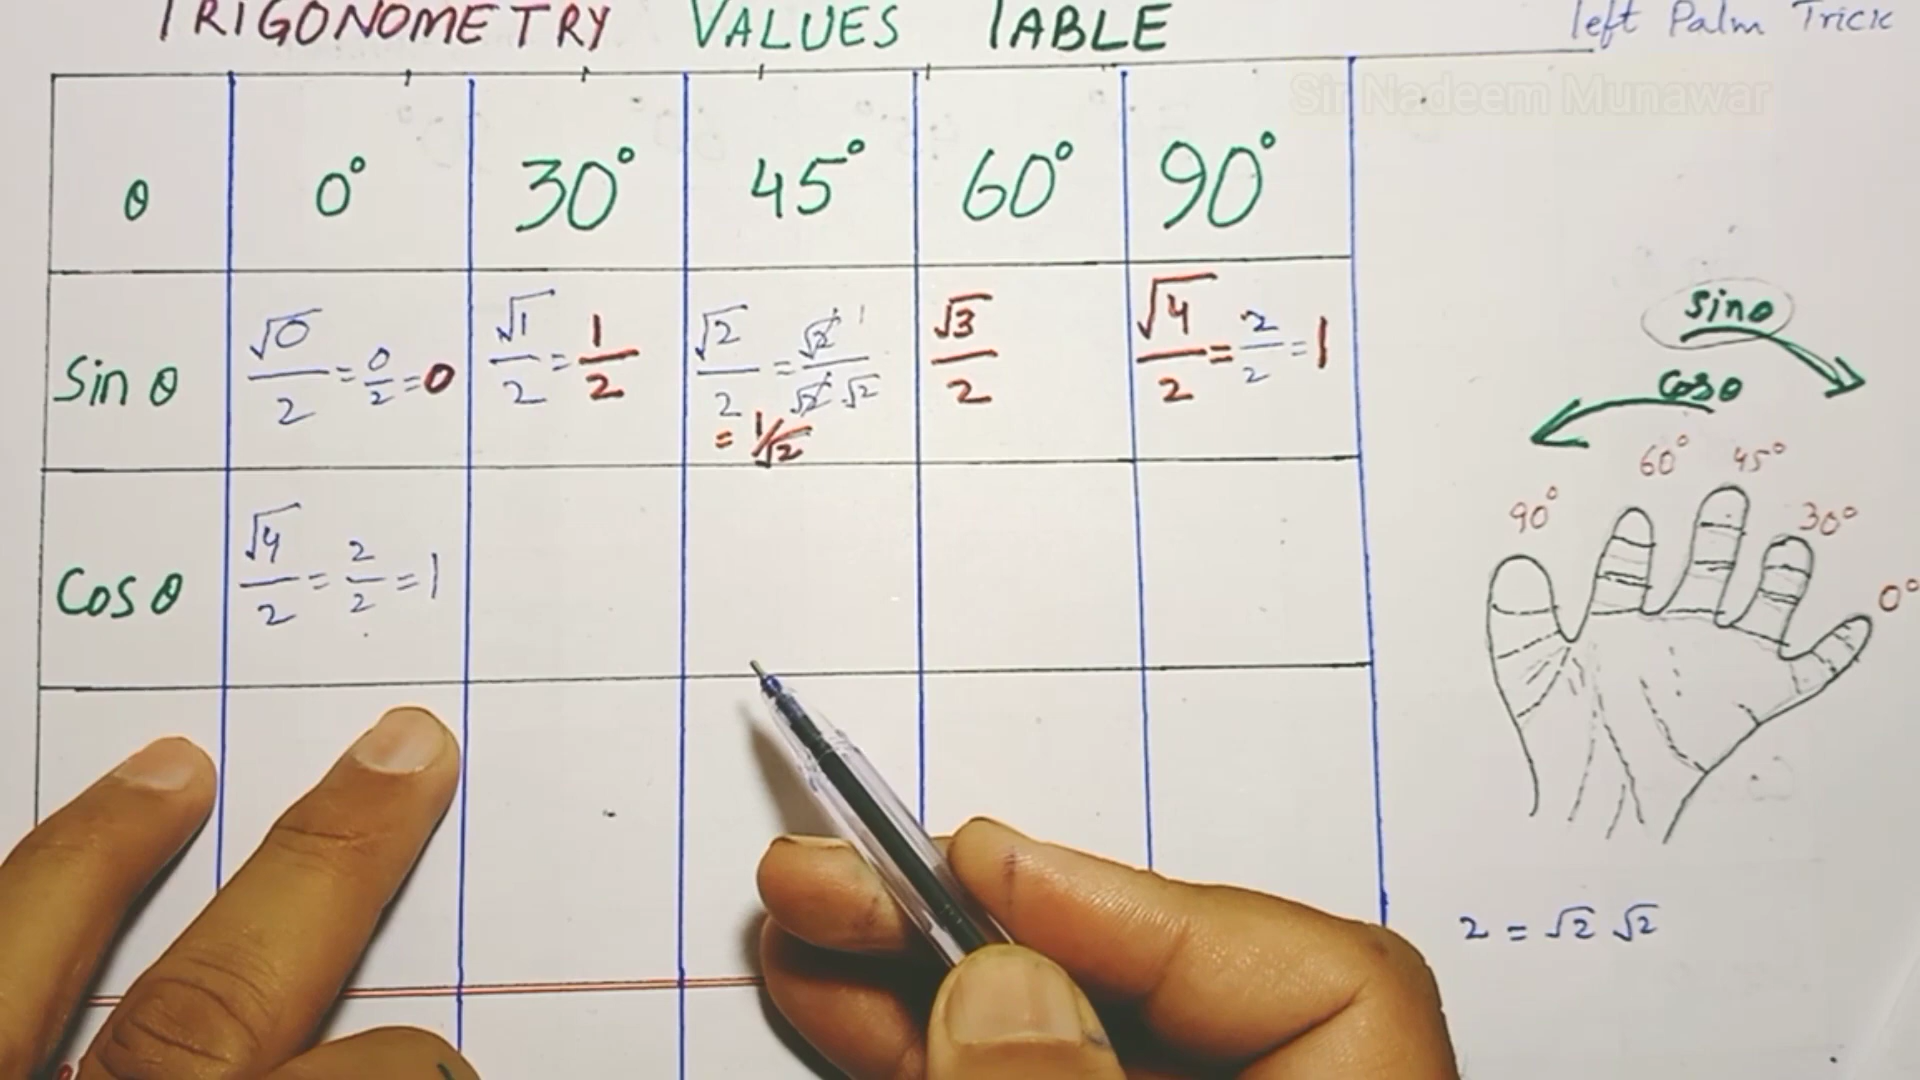 TRIGONOMETRY VALUES TABLE
left Palm Trick
Sir Nadeem Munawar
θ 0° 30° 45° 60° 90°
Sin θ √0/2 = 0/2 = 0 √1/2 = 1/2 √2/2 = √2 1/√2 √2 √3/2 √4/2 = 2/2 = 1
= 1/√2
Cos θ √4/2 = 2/2 = 1
Sinθ
Cosθ
60° 45°
90° 30°
0°
2 = √2 √2